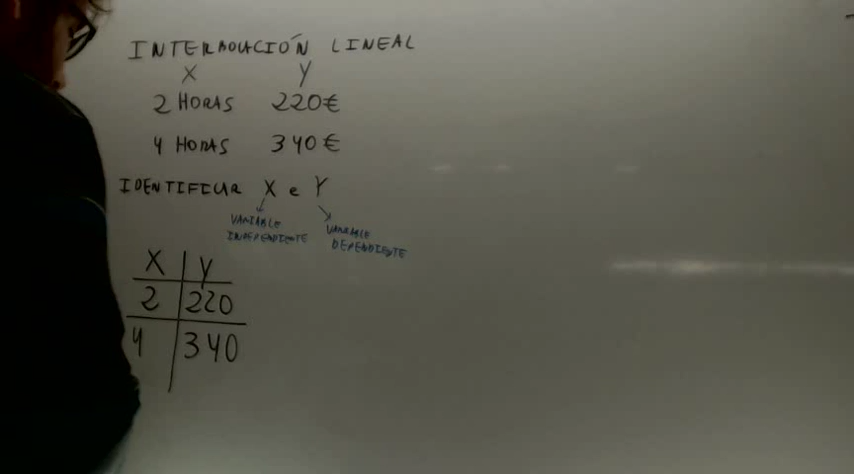 INTERPOLACIÓN LINEAL
X Y
2 HORAS 220€
4 HORAS 340€
IDENTIFICAR X e Y
VARIABLE INDEPENDIENTE
VARIABLE DEPENDIENTE
X Y
2 220
4 340